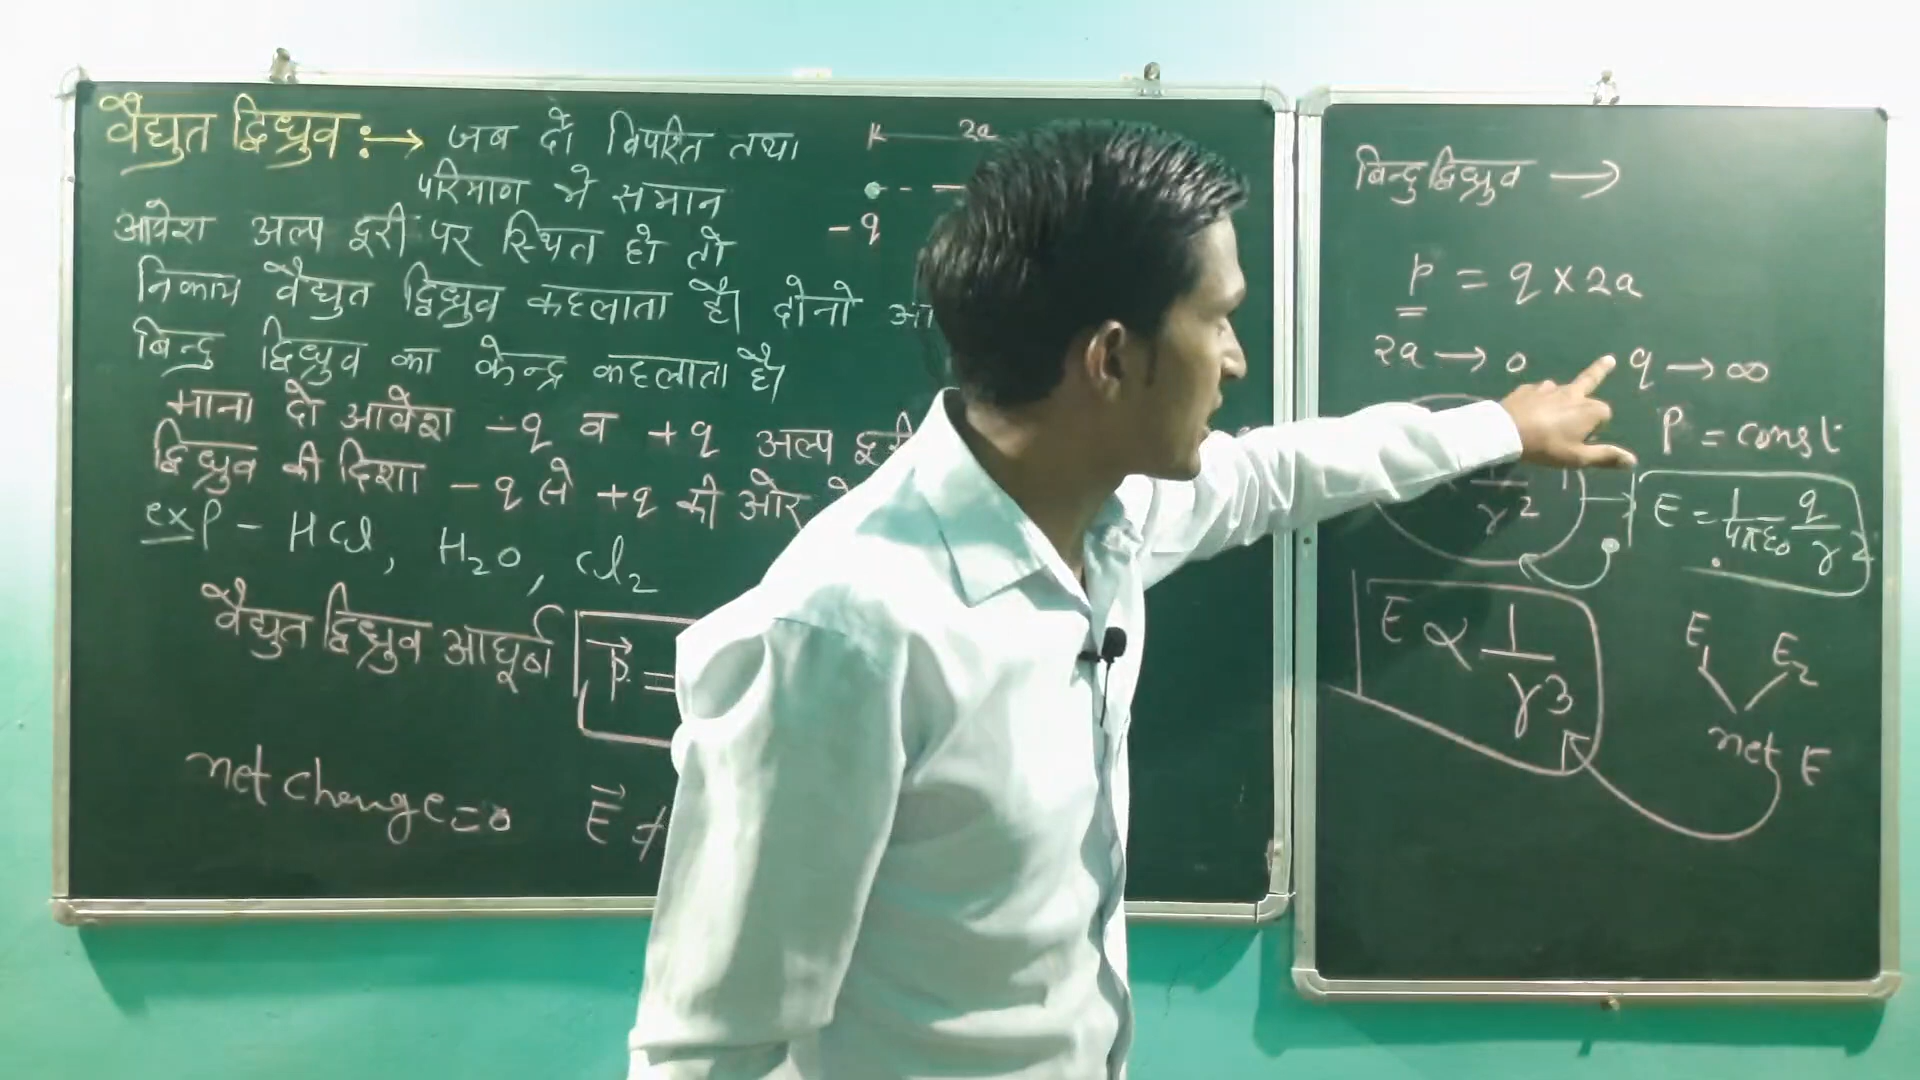 वैद्युत द्विध्रुव :→ जब दो विपरित तथा
परिमाण मे समान
आवेश अल्प दूरी पर स्थित हो तो
निकाय वैद्युत द्विध्रुव कहलाता है। दोनो
बिन्दु द्विध्रुव का केन्द्र कहलाता है।
माना दो आवेश -q व +q अल्प दूरी
द्विध्रुव की दिशा -q से +q की ओर
exp - HCl, H₂O, Cl₂
वैद्युत द्विध्रुव आघूर्ण p⃗ =
net charge = 0 E⃗ ≠
2a
-q
बिन्दु द्विध्रुव →
p = q × 2a
2a → 0 q → ∞
P = const
r²
E = 1/4πε₀ q/r²
E ∝ 1/r³
E₁ E₂
net E